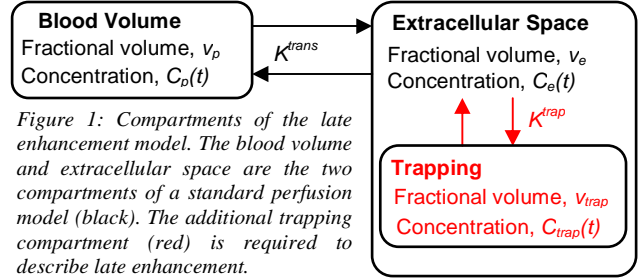 Blood Volume
Fractional volume, vp
Concentration, Cp(t)
Ktrans
Extracellular Space
Fractional volume, ve
Concentration, Ce(t)
Ktrap
Trapping
Fractional volume, vtrap
Concentration, Ctrap(t)
Figure 1: Compartments of the late
enhancement model. The blood volume
and extracellular space are the two
compartments of a standard perfusion
model (black). The additional trapping
compartment (red) is required to
describe late enhancement.